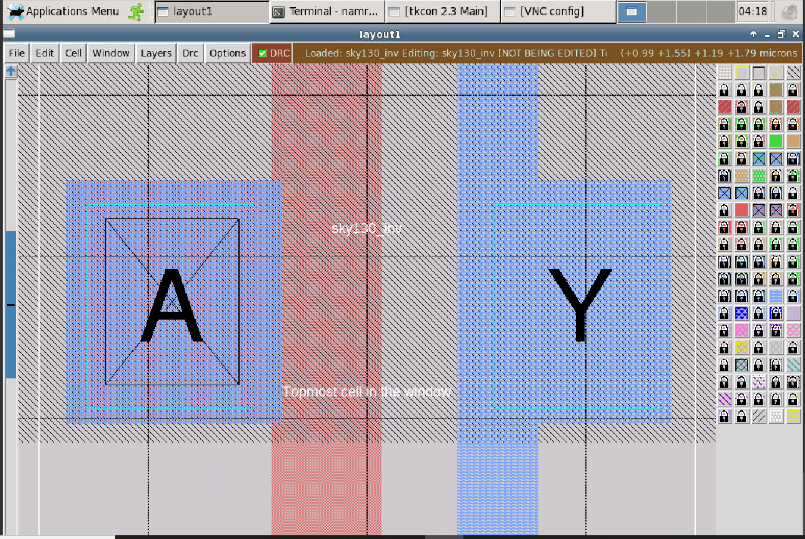 Applications Menu layout1 Terminal - namr... [tkcon 2.3 Main] [VNC config] 04:18
layout1
File Edit Cell Window Layers Drc Options DRC Loaded: sky130_inv Editing: sky130_inv [NOT BEING EDITED] (+0.99 +1.55) +1.19 +1.79 microns
sky130_inv
A Y
Topmost cell in the window